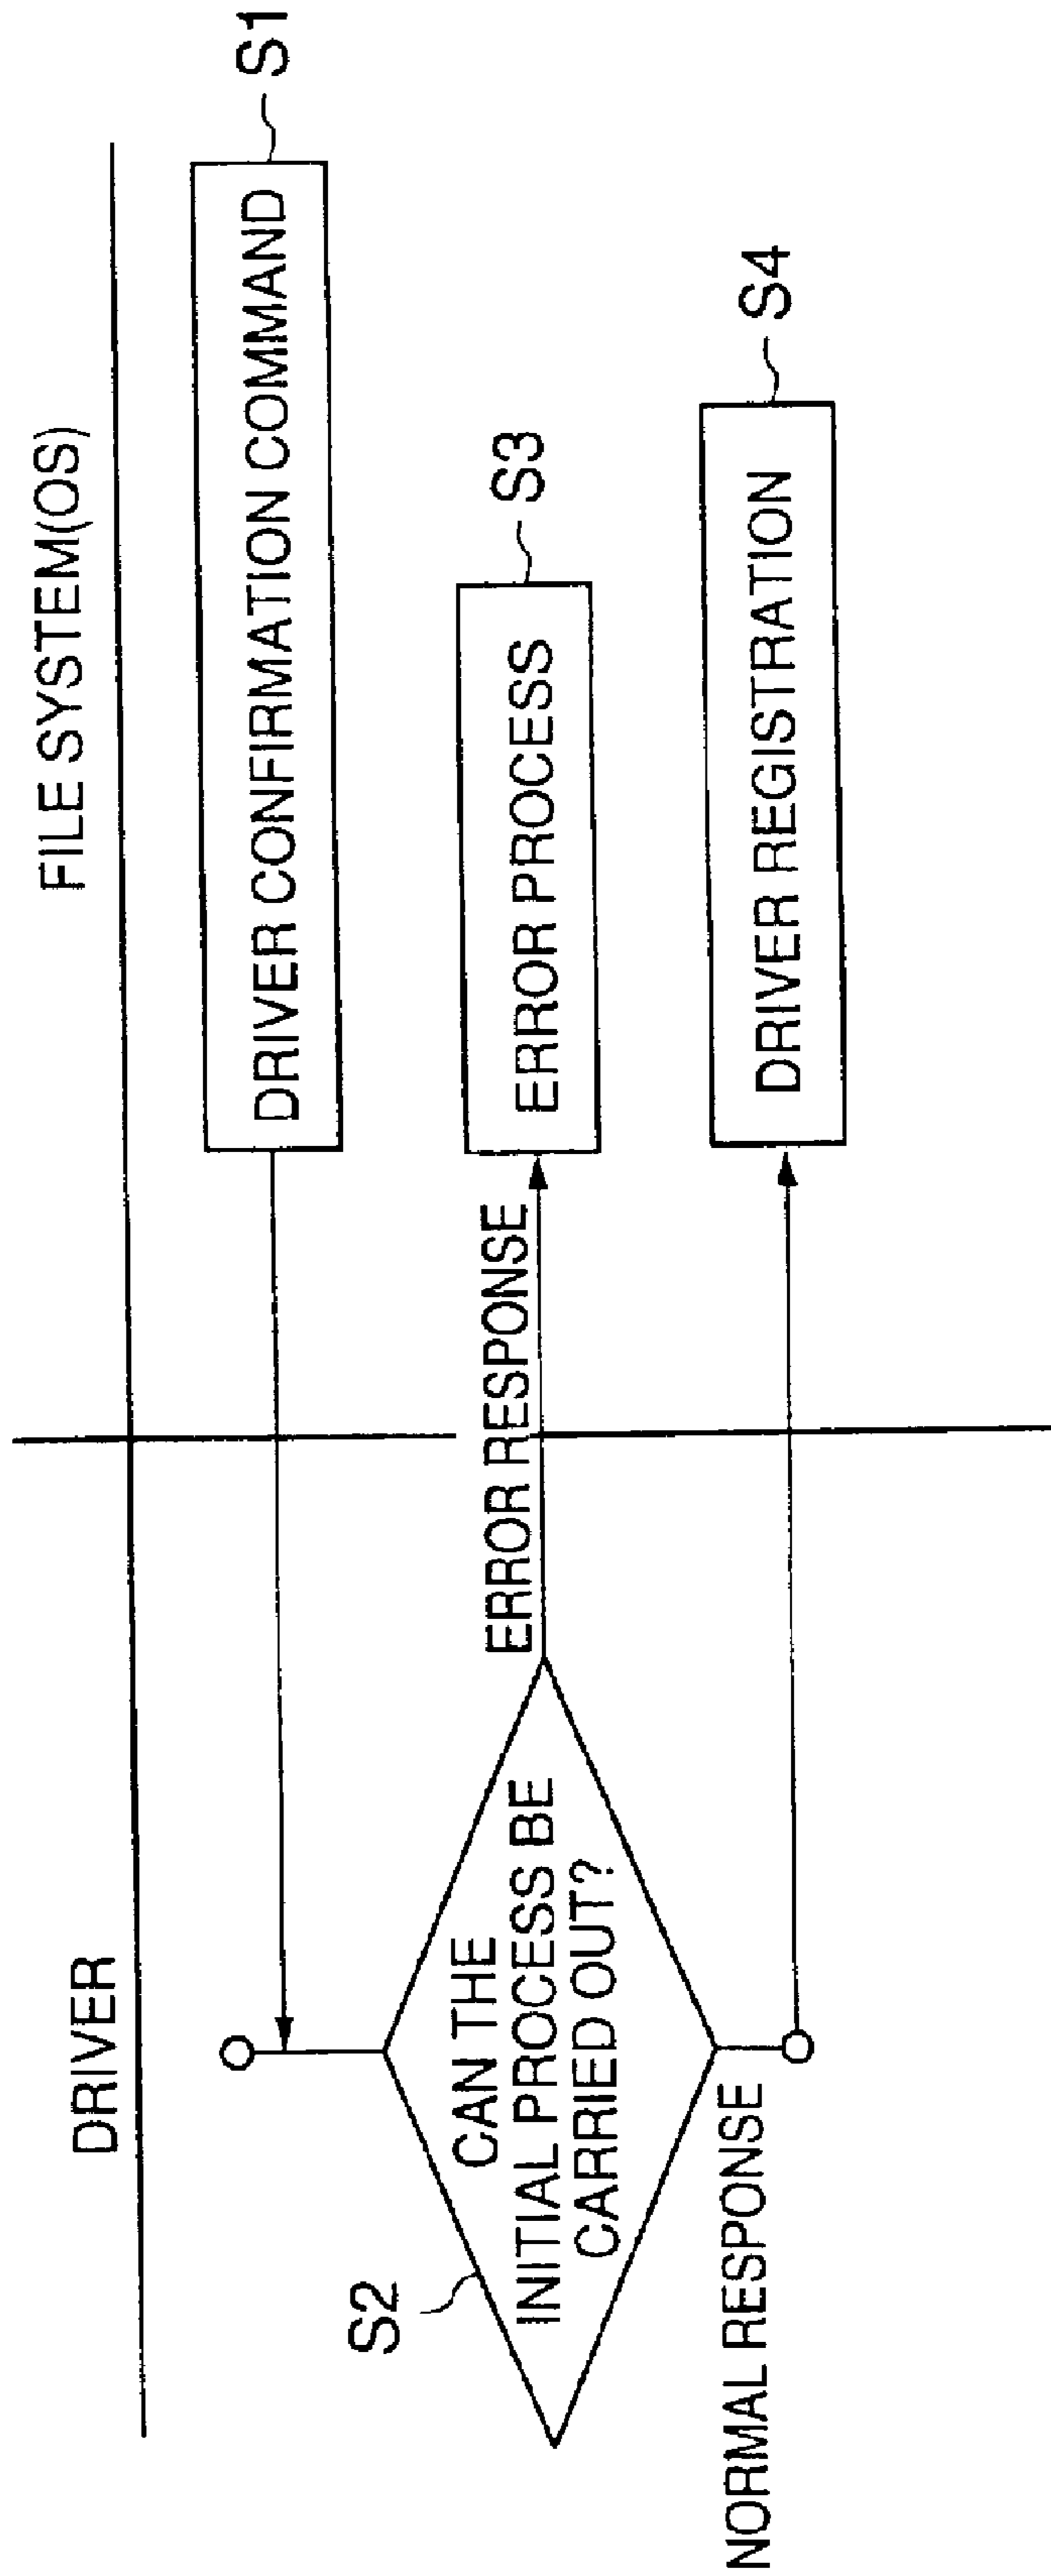 DRIVER
FILE SYSTEM(OS)
DRIVER CONFIRMATION COMMAND
S1
S2
CAN THE
INITIAL PROCESS BE
CARRIED OUT?
ERROR RESPONSE
ERROR PROCESS
S3
NORMAL RESPONSE
DRIVER REGISTRATION
S4